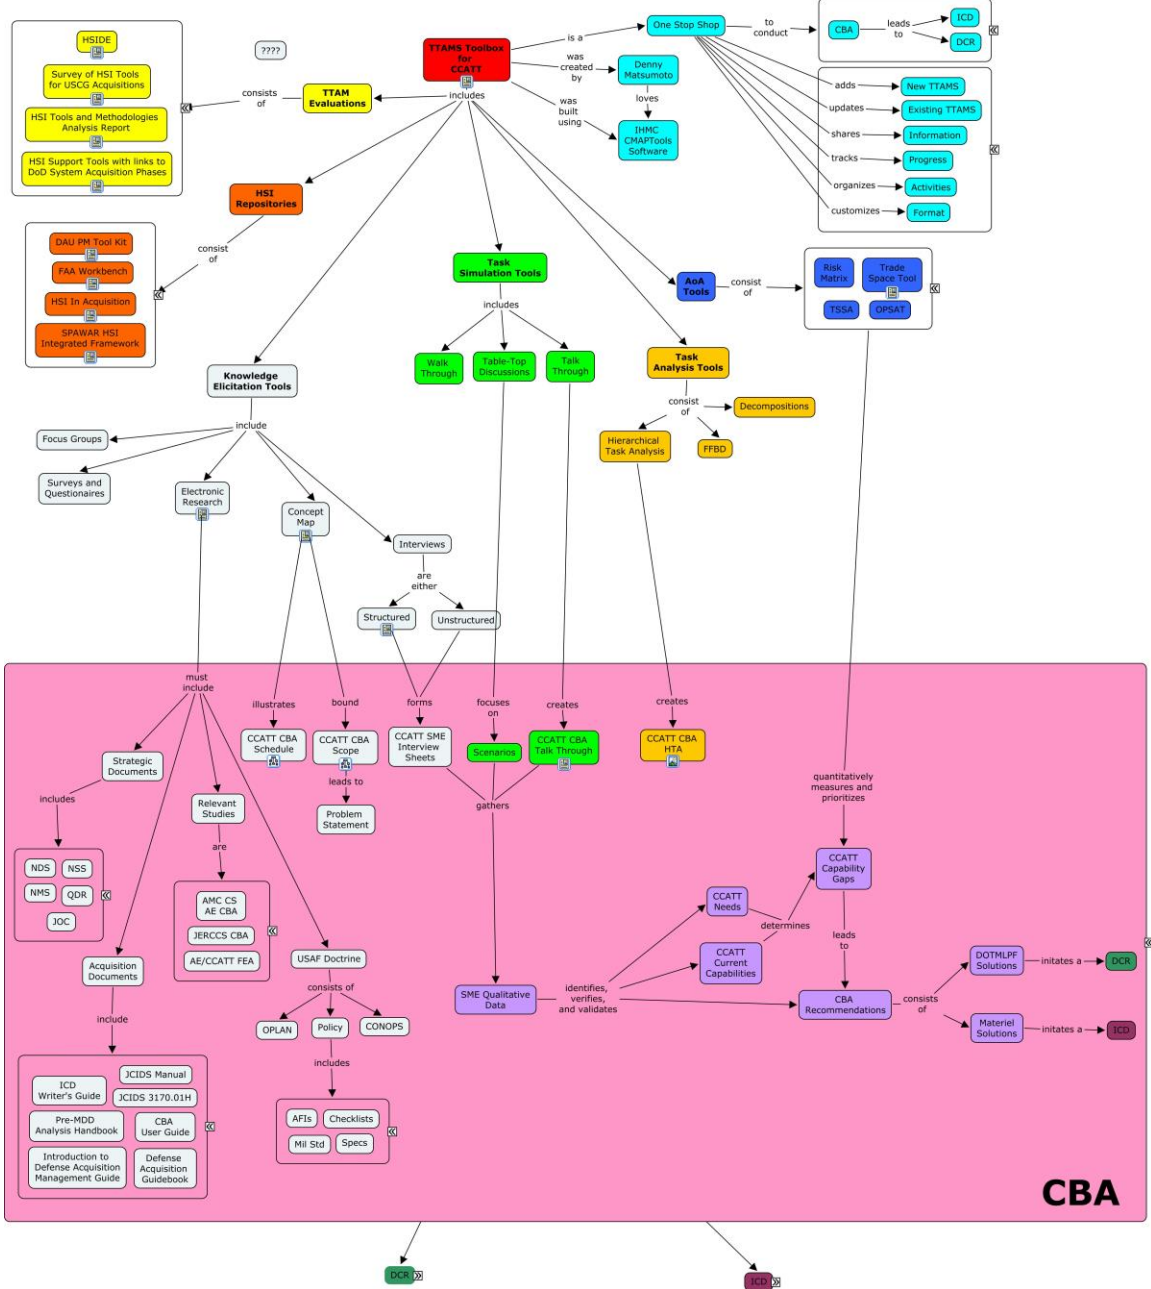 HSIDE
Survey of HSI Tools
for USCG Acquisitions
HSI Tools and Methodologies
Analysis Report
HSI Support Tools with links to
DoD System Acquisition Phases
consists
of
TTAM
Evaluations
????
TTAMS Toolbox
for
CCATT
includes
is a
One Stop Shop
to
conduct
CBA
leads
to
ICD
DCR
was
created
by
Denny
Matsumoto
loves
was
built
using
IHMC
CMAPTools
Software
adds
New TTAMS
updates
Existing TTAMS
shares
Information
tracks
Progress
organizes
Activities
customizes
Format
HSI
Repositories
consist
of
DAU PM Tool Kit
FAA Workbench
HSI In Acquisition
SPAWAR HSI
Integrated Framework
Task
Simulation Tools
includes
Walk
Through
Table-Top
Discussions
Talk
Through
AoA
Tools
consist
of
Risk
Matrix
Trade
Space Tool
TSSA
OPSAT
Task
Analysis Tools
consist
of
Decompositions
Hierarchical
Task Analysis
FFBD
Knowledge
Elicitation Tools
include
Focus Groups
Surveys and
Questionaires
Electronic
Research
Concept
Map
Interviews
are
either
Structured
Unstructured
must
include
illustrates
bound
forms
focuses
on
creates
creates
CCATT CBA
Schedule
CCATT CBA
Scope
CCATT SME
Interview
Sheets
Scenarios
CCATT CBA
Talk Through
CCATT CBA
HTA
leads to
Problem
Statement
gathers
quantitatively
measures and
prioritizes
Strategic
Documents
includes
NDS
NSS
NMS
QDR
JOC
Relevant
Studies
are
AMC CS
AE CBA
JERCCS CBA
AE/CCATT FEA
Acquisition
Documents
include
ICD
Writer's Guide
JCIDS Manual
JCIDS 3170.01H
Pre-MDD
Analysis Handbook
CBA
User Guide
Introduction to
Defense Acquisition
Management Guide
Defense
Acquisition
Guidebook
USAF Doctrine
consists of
OPLAN
Policy
CONOPS
includes
AFIs
Checklists
Mil Std
Specs
SME Qualitative
Data
identifies,
verifies,
and validates
CCATT
Needs
CCATT
Current
Capabilities
determines
CCATT
Capability
Gaps
leads
to
CBA
Recommendations
consists
of
DOTMLPF
Solutions
initates a
DCR
Materiel
Solutions
initates a
ICD
CBA
DCR
ICD